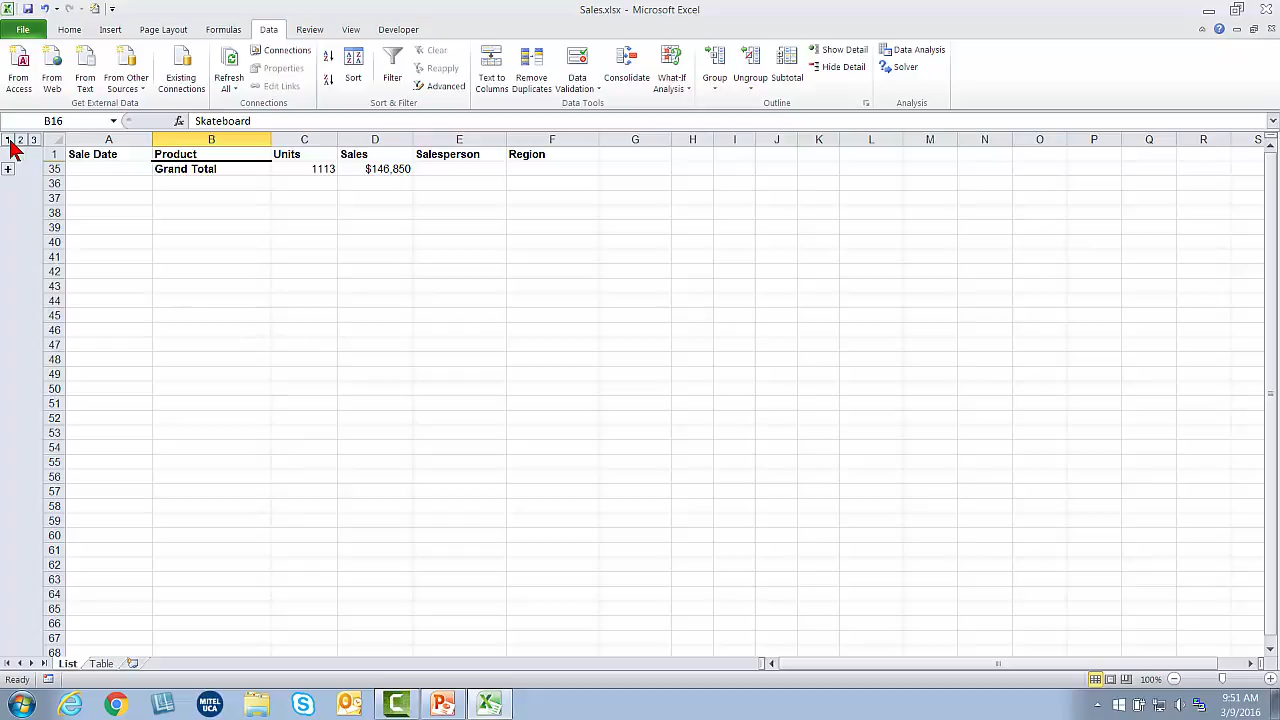 Sales.xlsx - Microsoft Excel
File Home Insert Page Layout Formulas Data Review View Developer
From Access
From Web
From Text
From Other Sources
Existing Connections
Get External Data
Refresh All
Connections
Properties
Edit Links
Connections
Sort
Filter
Clear
Reapply
Advanced
Sort & Filter
Text to Columns
Remove Duplicates
Data Validation
Consolidate
What-If Analysis
Data Tools
Group
Ungroup
Subtotal
Show Detail
Hide Detail
Outline
Data Analysis
Solver
Analysis
B16 fx Skateboard
1 2 3 A B C D E F G H I J K L M N O P Q R S
1 Sale Date Product Units Sales Salesperson Region
35 Grand Total 1113 $146,850
36
37
38
39
40
41
42
43
44
45
46
47
48
49
50
51
52
53
54
55
56
57
58
59
60
61
62
63
64
65
66
67
68
List Table
Ready 100%
MITEL UCA
9:51 AM
3/9/2016